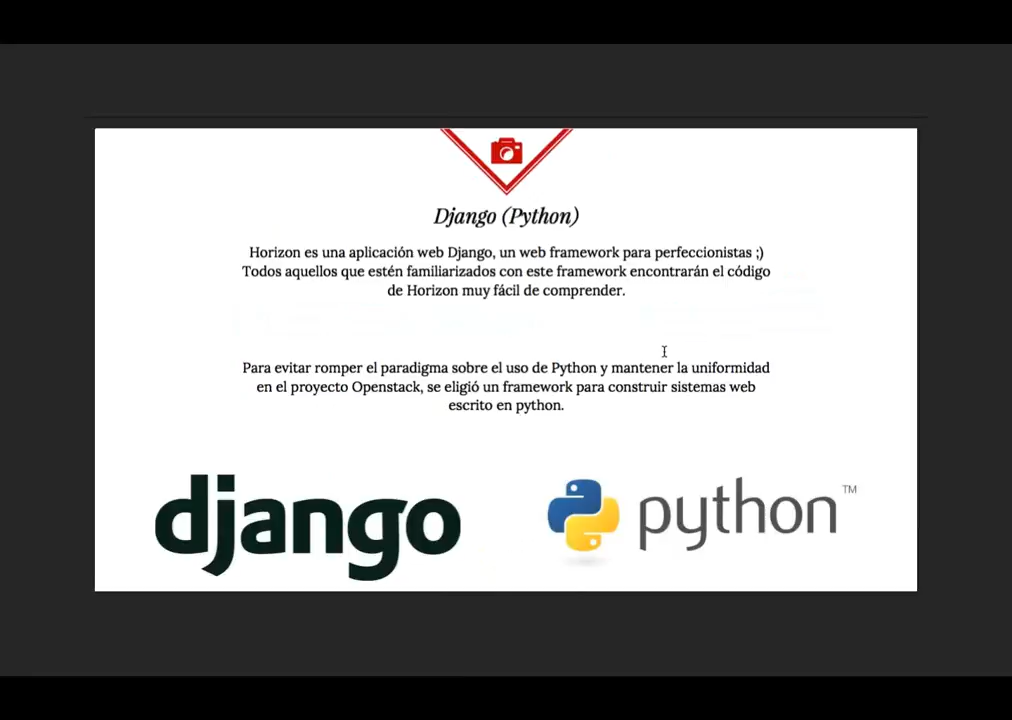 Django (Python)
Horizon es una aplicación web Django, un web framework para perfeccionistas ;)
Todos aquellos que estén familiarizados con este framework encontrarán el código
de Horizon muy fácil de comprender.
Para evitar romper el paradigma sobre el uso de Python y mantener la uniformidad
en el proyecto Openstack, se eligió un framework para construir sistemas web
escrito en python.
django
python™